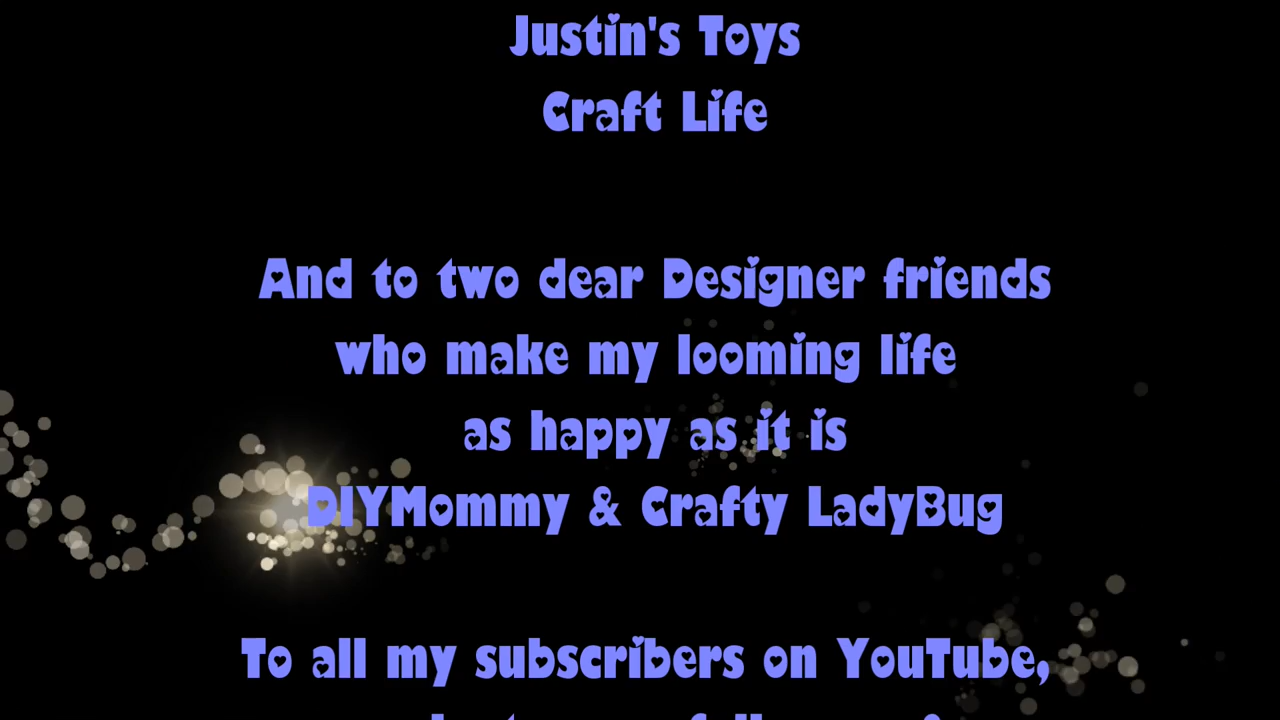 Justin's Toys
Craft Life
And to two dear Designer friends
who make my looming life
as happy as it is
DIYMommy & Crafty LadyBug
To all my subscribers on YouTube,